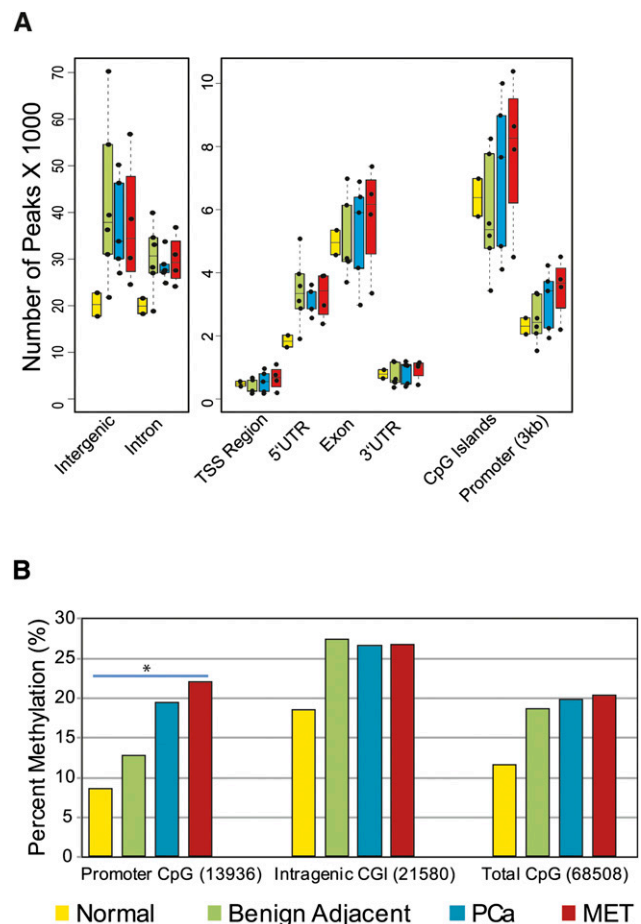 A
Number of Peaks X 1000
70
60
50
40
30
20
10
0
10
8
6
4
2
0
Intergenic
Intron
TSS Region
5'UTR
Exon
3'UTR
CpG Islands
Promoter (3kb)
B
Percent Methylation (%)
30
25
20
15
10
5
0
*
Promoter CpG (13936)
Intragenic CGI (21580)
Total CpG (68508)
Normal
Benign Adjacent
PCa
MET